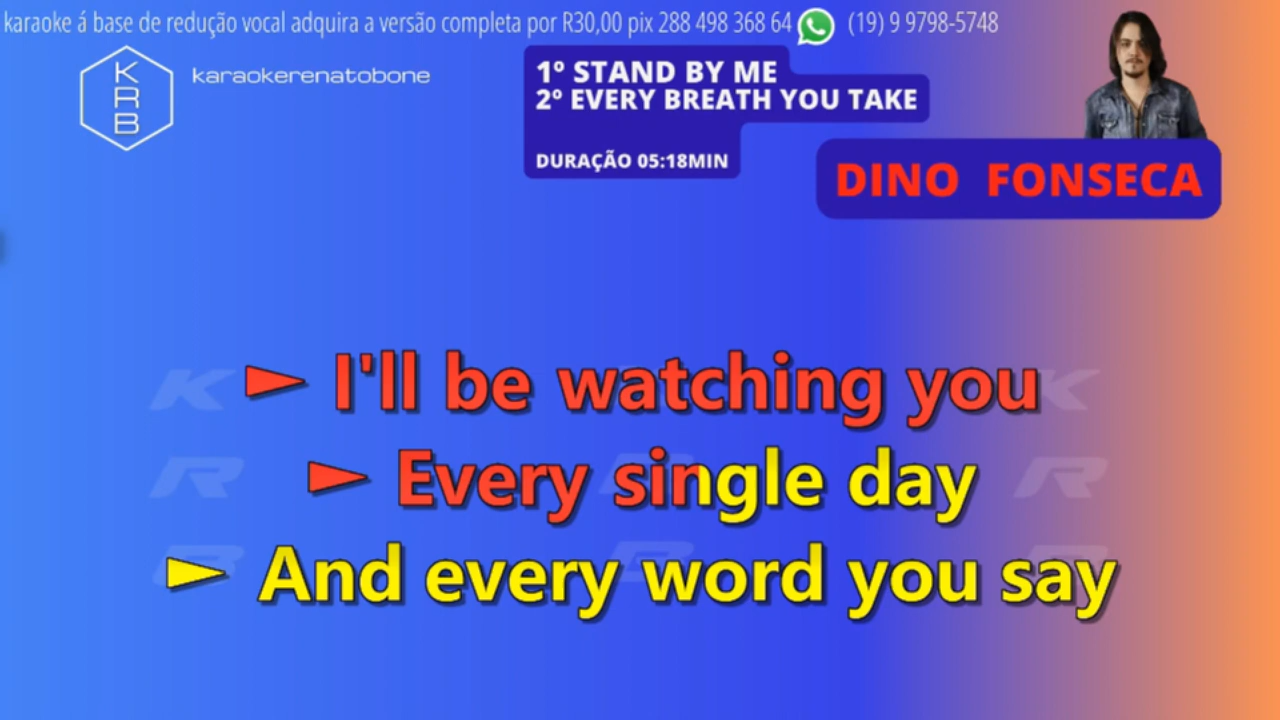 karaoke á base de redução vocal adquira a versão completa por R30,00 pix 288 498 368 64 (19) 9 9798-5748
K
R
B
karaokerenatobone
1º STAND BY ME
2º EVERY BREATH YOU TAKE
DURAÇÃO 05:18MIN
DINO FONSECA
► I'll be watching you
► Every single day
► And every word you say
K
R
B
K
R
B
R
B